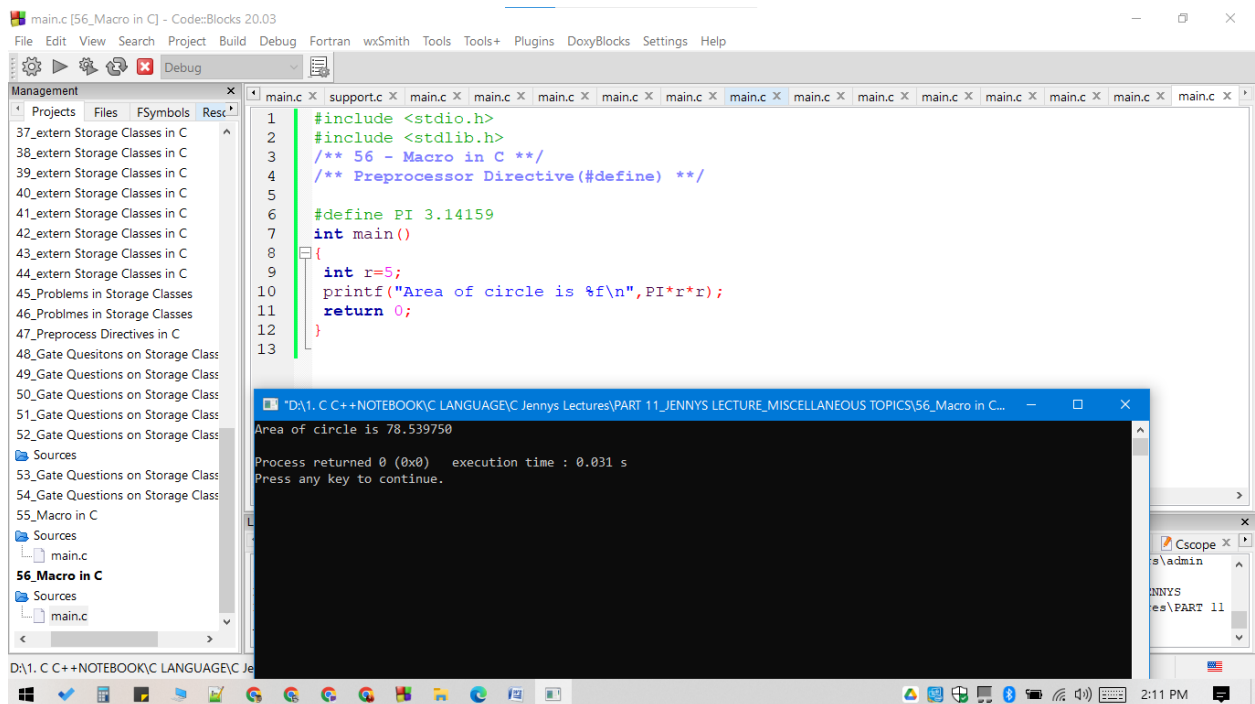 main.c [56_Macro in C] - Code::Blocks 20.03
File Edit View Search Project Build Debug Fortran wxSmith Tools Tools+ Plugins DoxyBlocks Settings Help
Debug
Management
Projects Files FSymbols Resc
37_extern Storage Classes in C
38_extern Storage Classes in C
39_extern Storage Classes in C
40_extern Storage Classes in C
41_extern Storage Classes in C
42_extern Storage Classes in C
43_extern Storage Classes in C
44_extern Storage Classes in C
45_Problems in Storage Classes
46_Problmes in Storage Classes
47_Preprocess Directives in C
48_Gate Quesitons on Storage Class
49_Gate Questions on Storage Class
50_Gate Questions on Storage Class
51_Gate Questions on Storage Class
52_Gate Questions on Storage Class
Sources
53_Gate Questions on Storage Class
54_Gate Questions on Storage Class
55_Macro in C
Sources
main.c
56_Macro in C
Sources
main.c
main.c X support.c X main.c X main.c X main.c X main.c X main.c X main.c X main.c X main.c X main.c X main.c X main.c X main.c X main.c X
1 #include <stdio.h>
2 #include <stdlib.h>
3 /** 56 - Macro in C **/
4 /** Preprocessor Directive(#define) **/
5
6 #define PI 3.14159
7 int main()
8 {
9 int r=5;
10 printf("Area of circle is %f\n",PI*r*r);
11 return 0;
12 }
13
"D:\1. C C++NOTEBOOK\C LANGUAGE\C Jennys Lectures\PART 11_JENNYS LECTURE_MISCELLANEOUS TOPICS\56_Macro in C...
Area of circle is 78.539750
Process returned 0 (0x0) execution time : 0.031 s
Press any key to continue.
Cscope X
s\admin
ENNYS
es\PART 11
D:\1. C C++NOTEBOOK\C LANGUAGE\C Je
2:11 PM